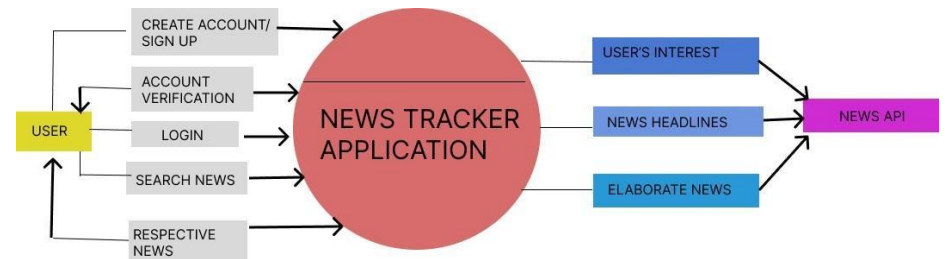 CREATE ACCOUNT/
SIGN UP
ACCOUNT
VERIFICATION
USER
LOGIN
SEARCH NEWS
RESPECTIVE
NEWS
NEWS TRACKER
APPLICATION
USER'S INTEREST
NEWS HEADLINES
ELABORATE NEWS
NEWS API